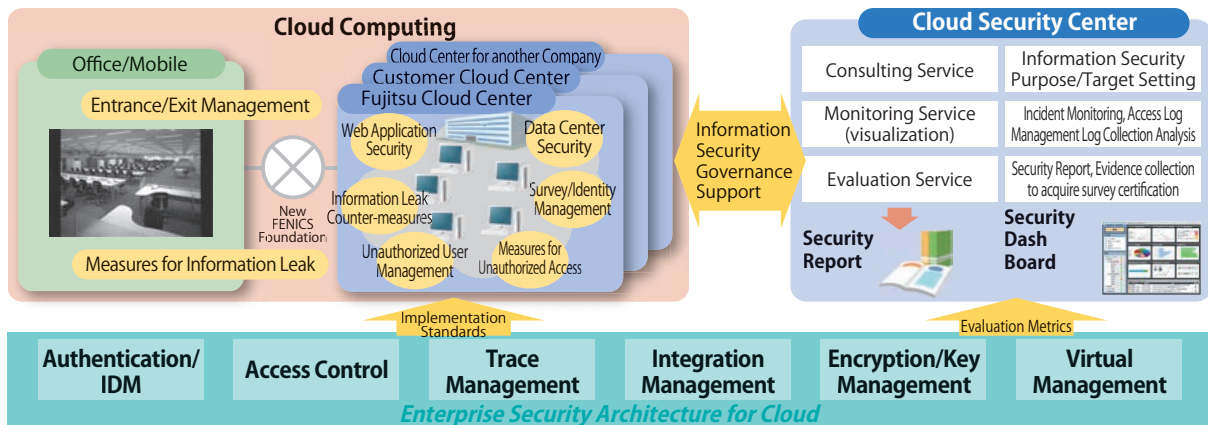 Cloud Computing
Office/Mobile
Entrance/Exit Management
Measures for Information Leak
New
FENICS
Foundation
Cloud Center for another Company
Customer Cloud Center
Fujitsu Cloud Center
Web Application
Security
Data Center
Security
Information Leak
Counter-measures
Survey/Identity
Management
Unauthorized User
Management
Measures for
Unauthorized Access
Information
Security
Governance
Support
Cloud Security Center
Consulting Service
Information Security
Purpose/Target Setting
Monitoring Service
(visualization)
Incident Monitoring, Access Log
Management Log Collection Analysis
Evaluation Service
Security Report, Evidence collection
to acquire survey certification
Security
Report
Security
Dash
Board
Implementation
Standards
Evaluation Metrics
Authentication/
IDM
Access Control
Trace
Management
Integration
Management
Encryption/Key
Management
Virtual
Management
Enterprise Security Architecture for Cloud